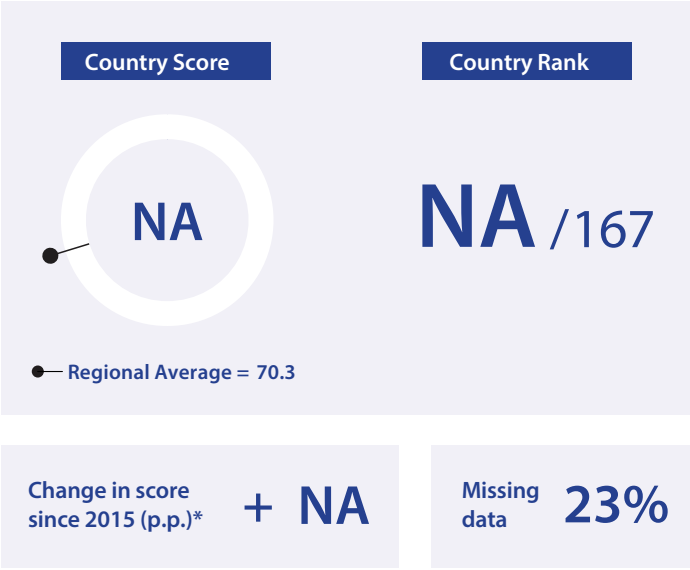 Country Score
Country Rank
NA
NA /167
Regional Average = 70.3
Change in score
since 2015 (p.p.)*
+ NA
Missing
data
23%